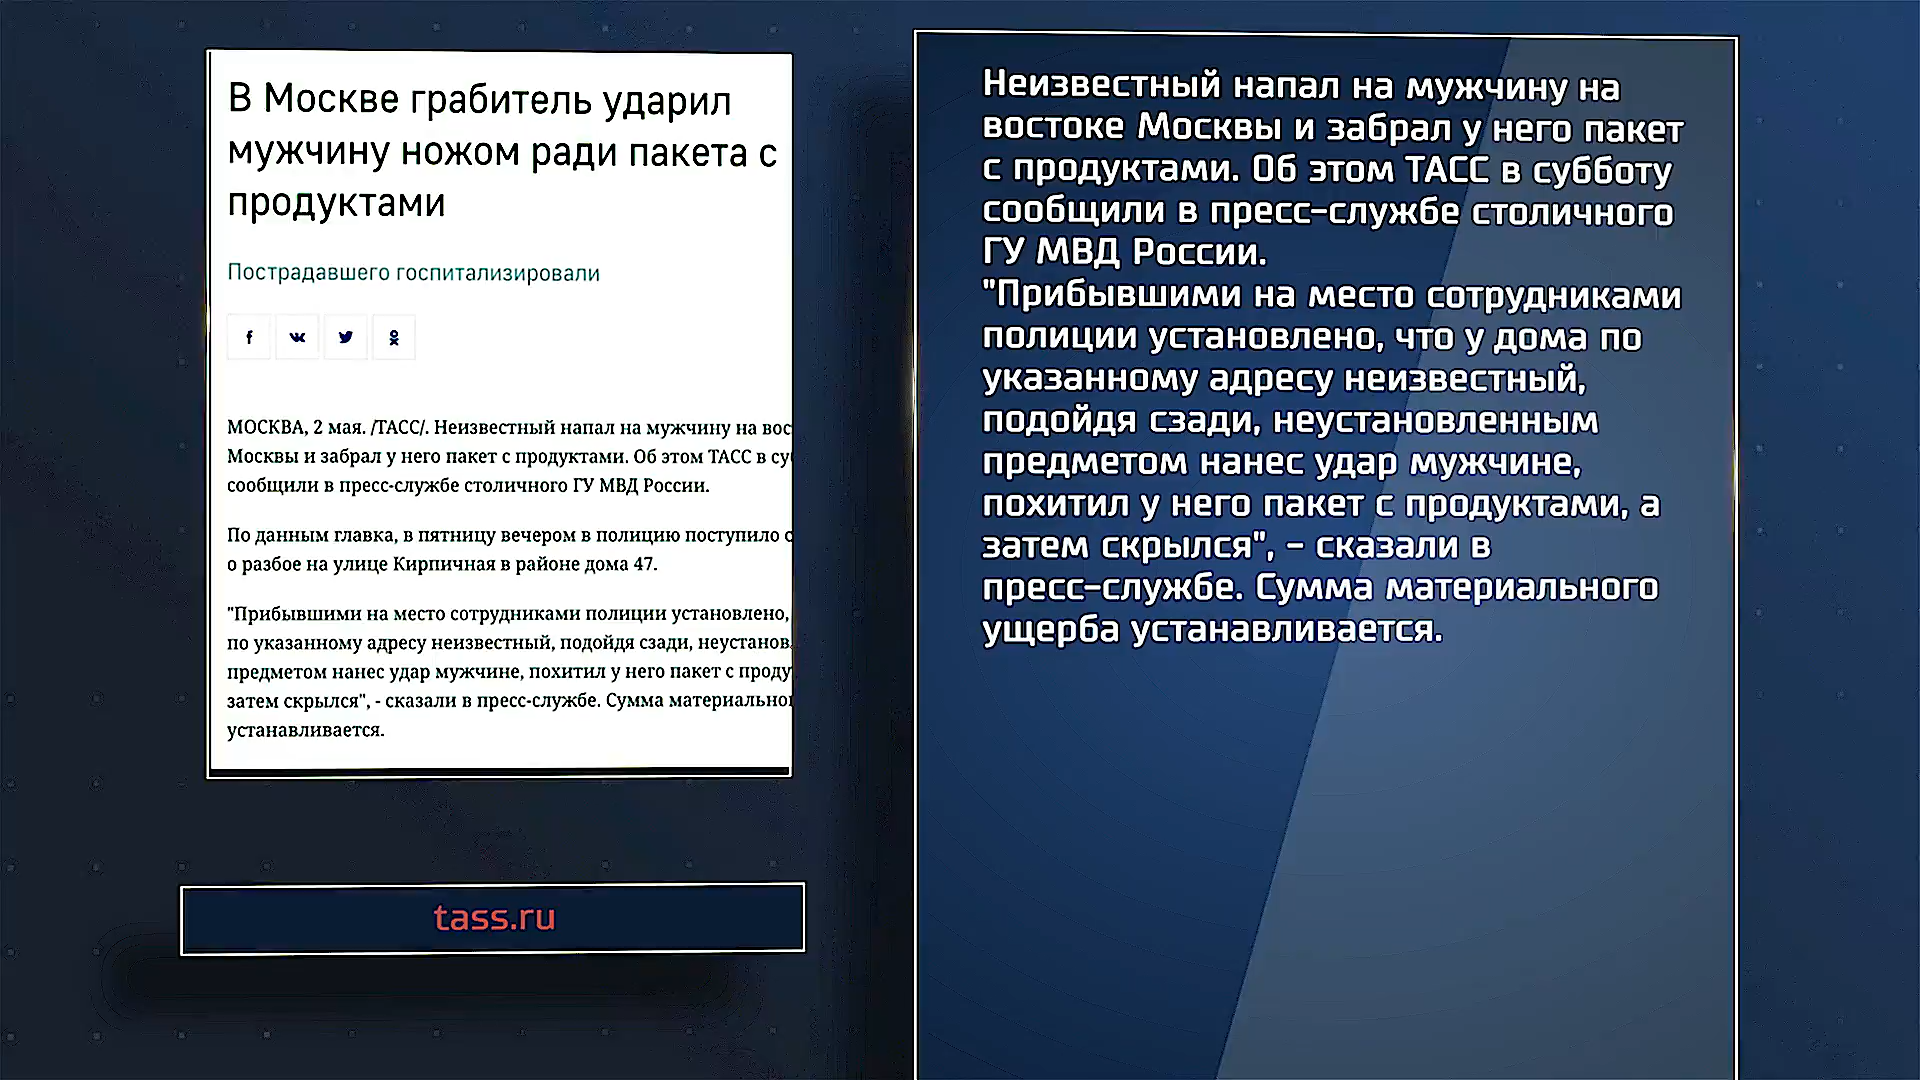 В Москве грабитель ударил
мужчину ножом ради пакета с
продуктами
Пострадавшего госпитализировали
МОСКВА, 2 мая. /ТАСС/. Неизвестный напал на мужчину на
Москвы и забрал у него пакет с продуктами. Об этом ТАСС в
сообщили в пресс-службе столичного ГУ МВД России.
По данным главка, в пятницу вечером в полицию поступило
о разбое на улице Кирпичная в районе дома 47.
"Прибывшими на место сотрудниками полиции установлено,
по указанному адресу неизвестный, подойдя сзади,
предметом нанес удар мужчине, похитил у него пакет с
затем скрылся", - сказали в пресс-службе. Сумма
устанавливается.
tass.ru
Неизвестный напал на мужчину на
востоке Москвы и забрал у него пакет
с продуктами. Об этом ТАСС в субботу
сообщили в пресс-службе столичного
ГУ МВД России.
"Прибывшими на место сотрудниками
полиции установлено, что у дома по
указанному адресу неизвестный,
подойдя сзади, неустановленным
предметом нанес удар мужчине,
похитил у него пакет с продуктами, а
затем скрылся", – сказали в
пресс-службе. Сумма материального
ущерба устанавливается.